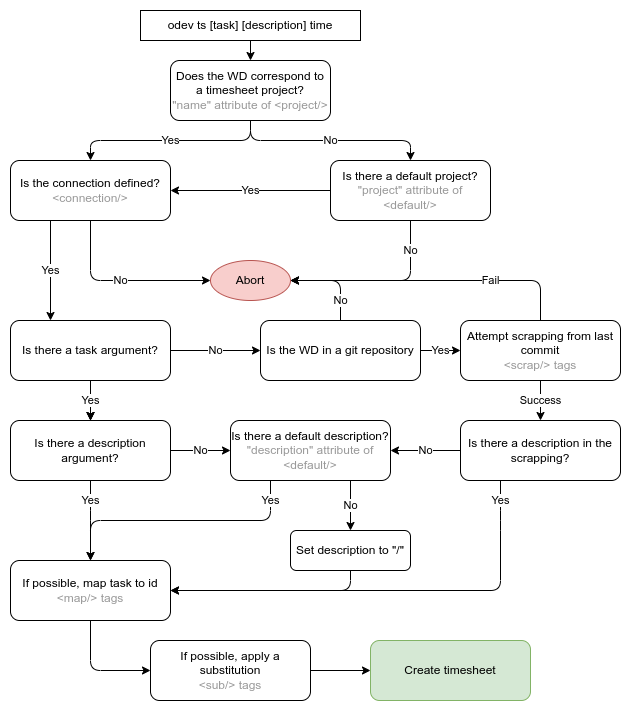 odev ts [task] [description] time
Does the WD correspond to
a timesheet project?
"name" attribute of <project/>
Yes
No
Is the connection defined?
<connection/>
Yes
Is there a default project?
"project" attribute of
<default/>
No
Yes
No
Abort
Fail
No
Is there a task argument?
No
Is the WD in a git repository
Yes
Attempt scrapping from last
commit
<scrap/> tags
Yes
Success
Is there a description
argument?
No
Is there a default description?
"description" attribute of
<default/>
No
Is there a description in the
scrapping?
Yes
Yes
No
Yes
Set description to "/"
If possible, map task to id
<map/> tags
If possible, apply a
substitution
<sub/> tags
Create timesheet